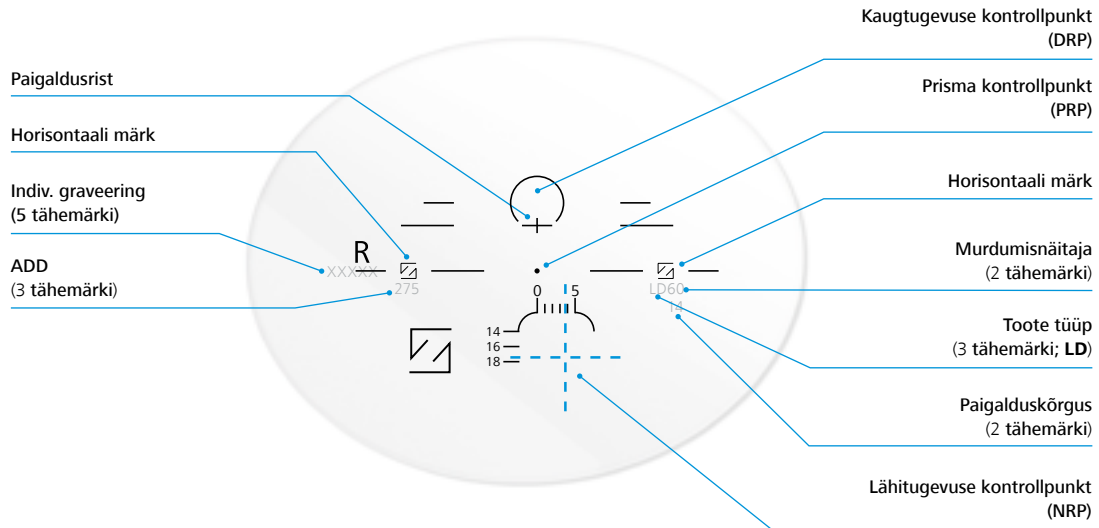 Kaugtugevuse kontrollpunkt
(DRP)
Paigaldusrist
Prisma kontrollpunkt
(PRP)
Horisontaali märk
Indiv. graveering
(5 tähemärki)
Horisontaali märk
R
XXXXX
ADD
(3 tähemärki)
275
0 5
LD60
14
Murdumisnäitaja
(2 tähemärki)
14
16
18
Toote tüüp
(3 tähemärki; LD)
Paigalduskõrgus
(2 tähemärki)
Lähitugevuse kontrollpunkt
(NRP)